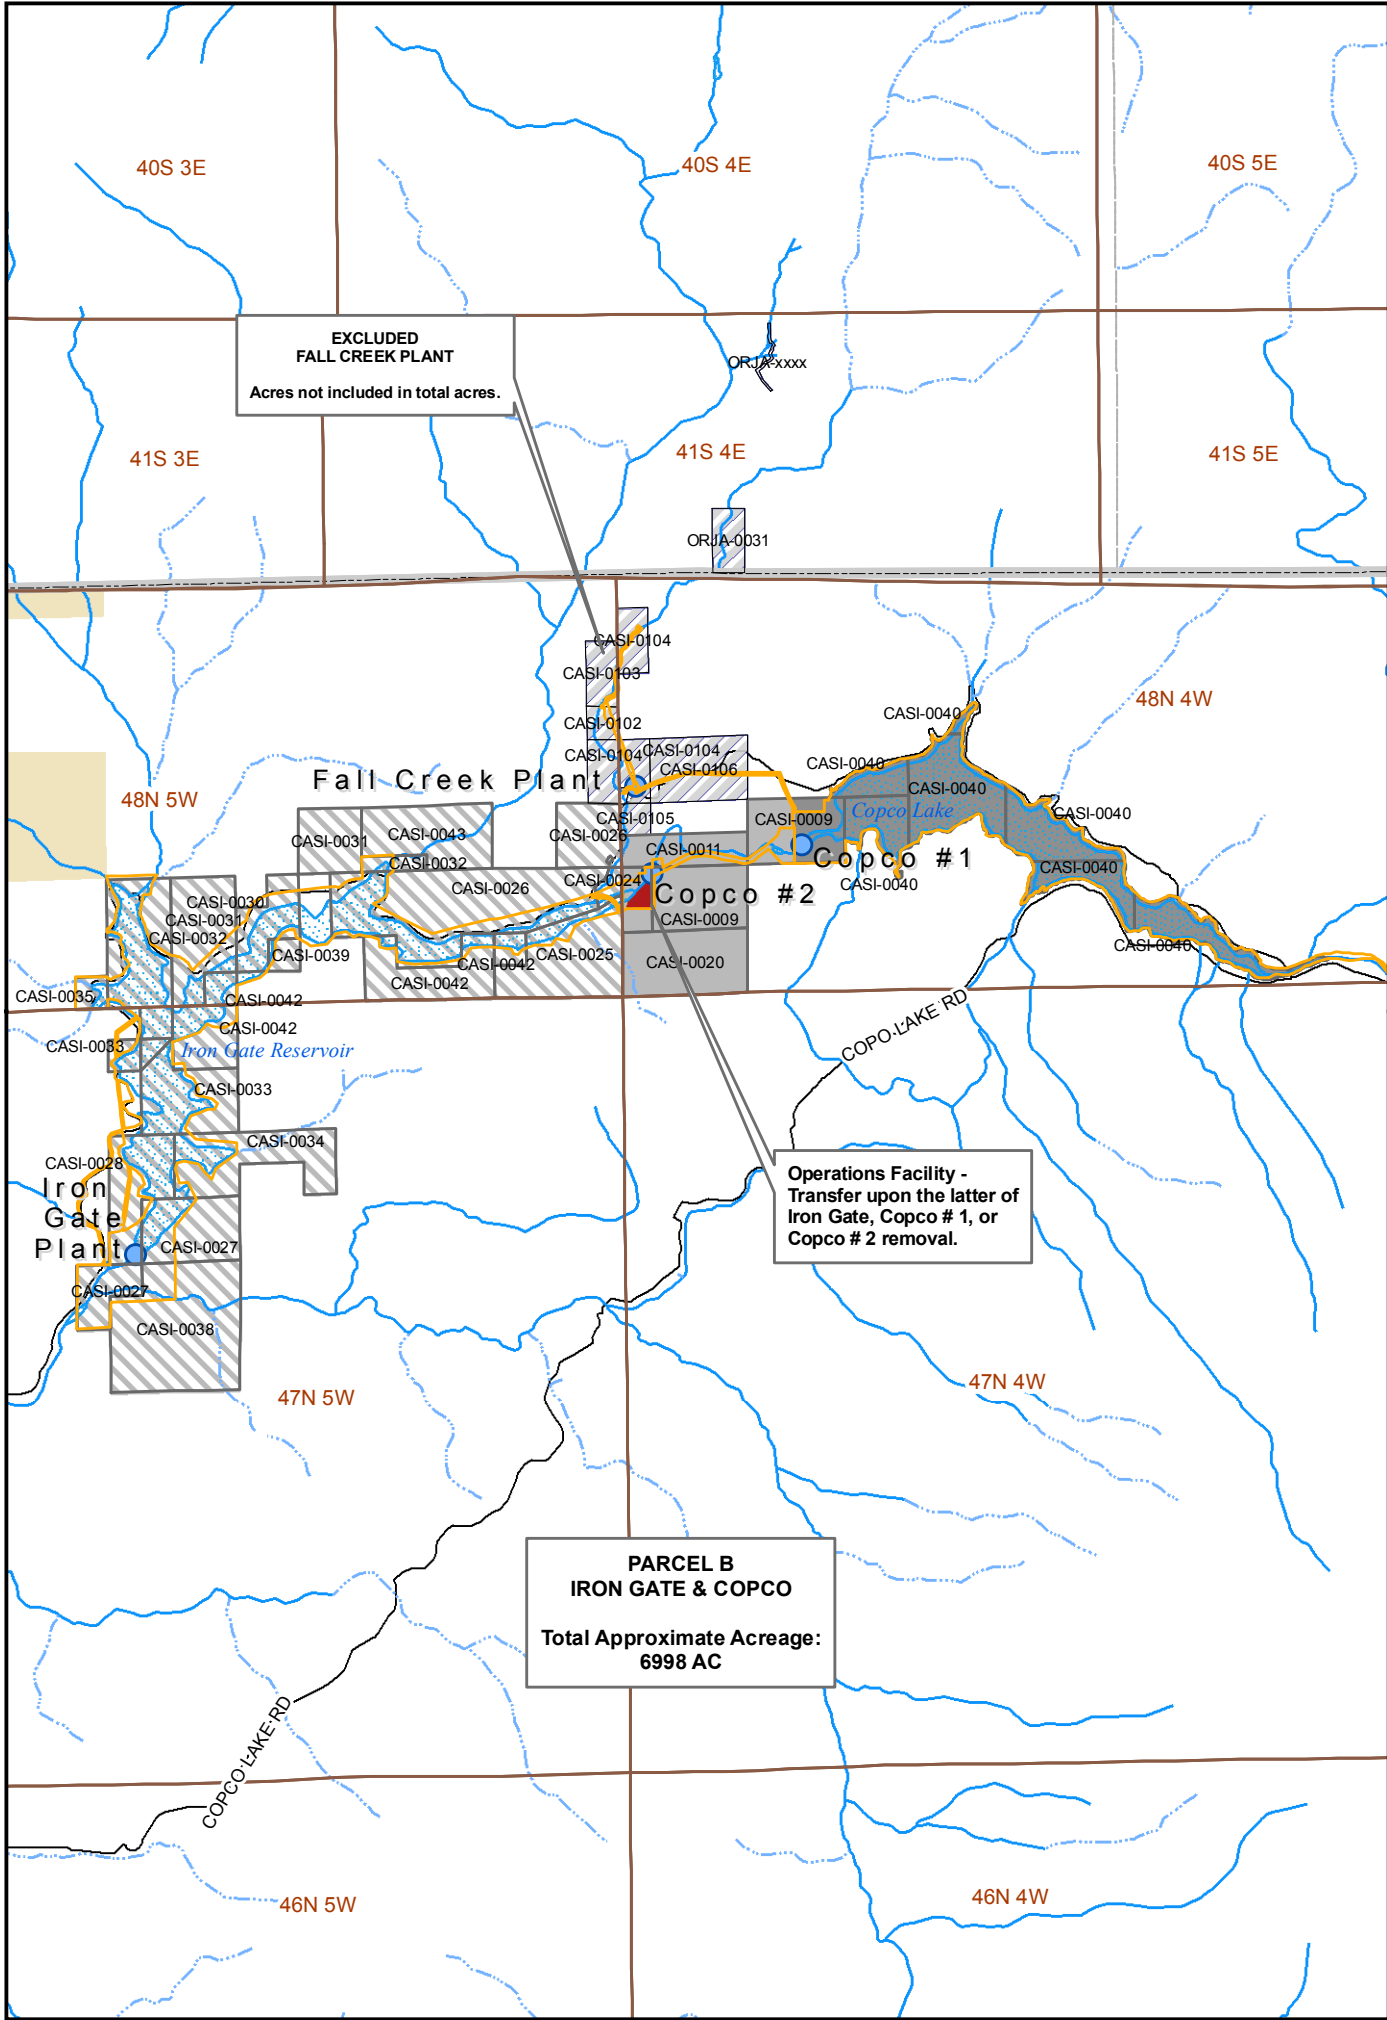 40S 3E
40S 4E
40S 5E
EXCLUDED
FALL CREEK PLANT
Acres not included in total acres.
ORJA-xxxx
41S 3E
41S 4E
41S 5E
ORJA-0031
CASI-0104
CASI-0103
48N 4W
CASI-0040
CASI-0102
CASI-0104
CASI-0104
CASI-0106
CASI-0040
Fall Creek Plant
CASI-0040
48N 5W
Copco Lake
CASI-0040
CASI-0105
CASI-0009
CASI-0043
CASI-0026
CASI-0031
CASI-0011
Copco #1
CASI-0032
CASI-0040
CASI-0024
CASI-0040
CASI-0026
Copco #2
CASI-0030
CASI-0031
CASI-0009
CASI-0032
CASI-0040
CASI-0039
CASI-0025
CASI-0042
CASI-0020
CASI-0042
CASI-0035
CASI-0042
COPO LAKE RD
CASI-0042
CASI-0033
Iron Gate Reservoir
CASI-0033
CASI-0034
CASI-0028
Operations Facility -
Transfer upon the latter of
Iron Gate, Copco # 1, or
Copco # 2 removal.
Iron
Gate
Plant
CASI-0027
CASI-0027
CASI-0038
47N 4W
47N 5W
PARCEL B
IRON GATE & COPCO
Total Approximate Acreage:
6998 AC
COPCO LAKE RD
46N 5W
46N 4W